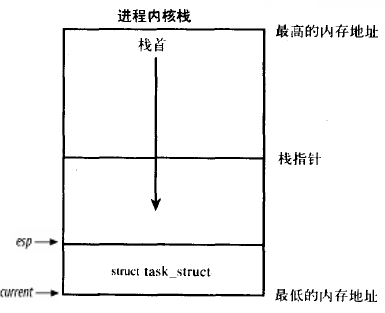 进程内核栈
栈首
最高的内存地址
栈指针
esp
struct task_struct
current
最低的内存地址